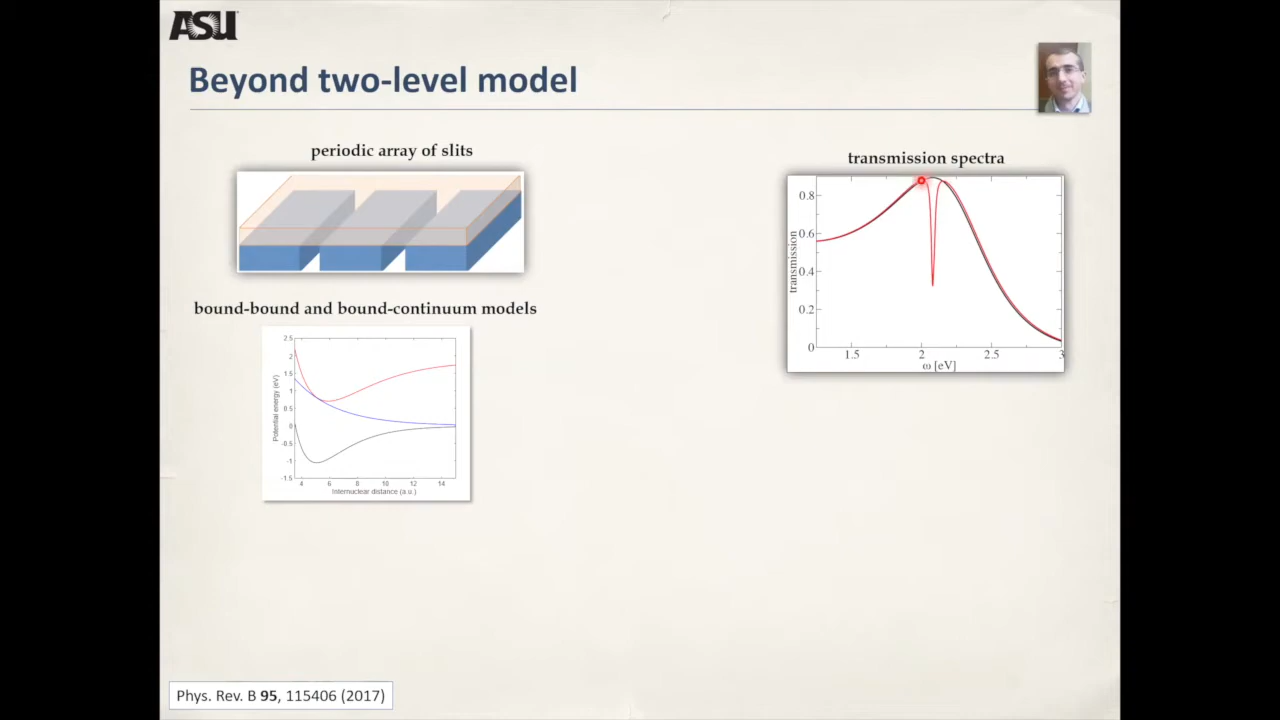 ASU
Beyond two-level model
periodic array of slits
bound-bound and bound-continuum models
2.5
2
1.5
1
0.5
0
-0.5
-1
-1.5
4 6 8 10 12 14
Potential energy (eV)
Internuclear distance (a.u.)
transmission spectra
0.8
0.6
0.4
0.2
0
1.5 2 2.5 3
transmission
ω [eV]
Phys. Rev. B 95, 115406 (2017)